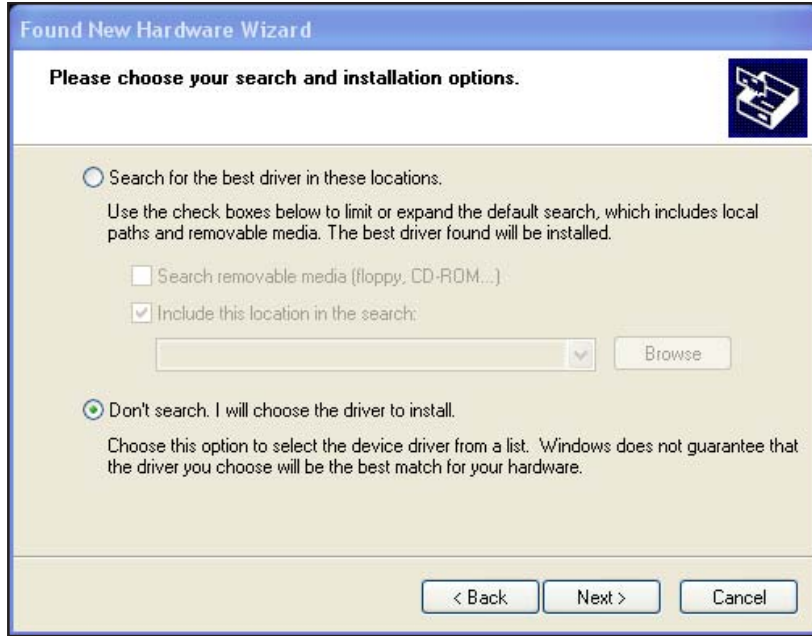 Found New Hardware Wizard
Please choose your search and installation options.
Search for the best driver in these locations.
Use the check boxes below to limit or expand the default search, which includes local
paths and removable media. The best driver found will be installed.
Search removable media (floppy, CD-ROM...)
Include this location in the search:
Browse
Don't search. I will choose the driver to install.
Choose this option to select the device driver from a list. Windows does not guarantee that
the driver you choose will be the best match for your hardware.
< Back Next > Cancel